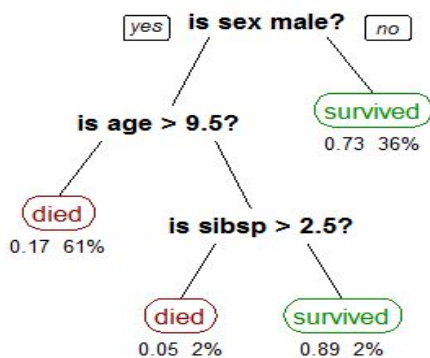 yes is sex male? no
is age > 9.5?
survived
0.73 36%
died
0.17 61%
is sibsp > 2.5?
died survived
0.05 2% 0.89 2%